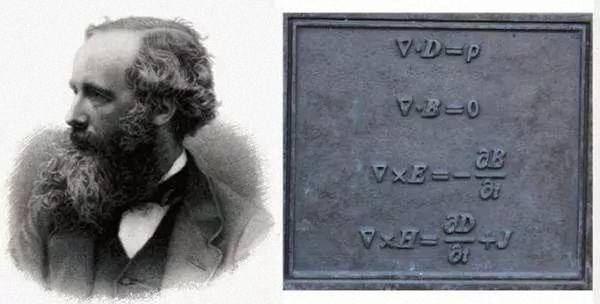 ∇·D=ρ
∇·B=0
∇×E=-∂B/∂t
∇×H=∂D/∂t+J